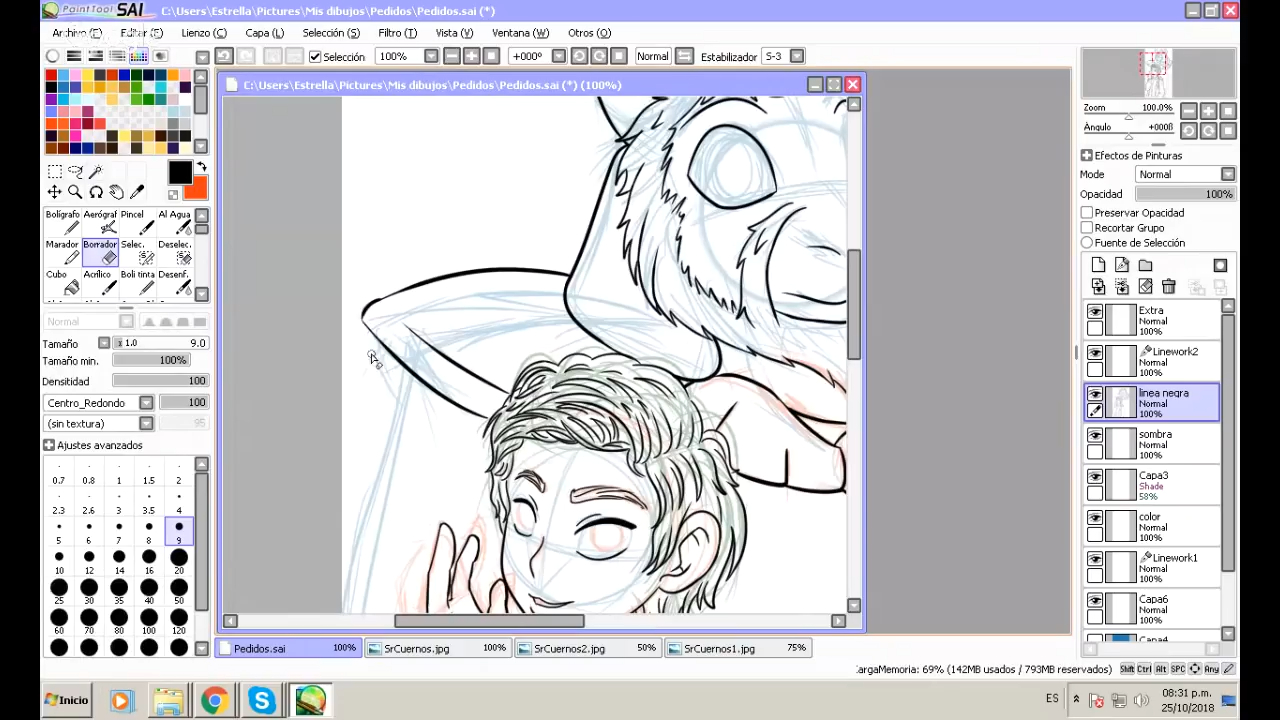 PaintTool SAI C:\Users\Estrella\Pictures\Mis dibujos\Pedidos\Pedidos.sai (*)
Archivo (F) Editar (E) Lienzo (C) Capa (L) Selección (S) Filtro (T) Vista (V) Ventana (W) Otros (O)
Selección 100% +000º Normal Estabilizador S-3
C:\Users\Estrella\Pictures\Mis dibujos\Pedidos\Pedidos.sai (*) (100%)
Bolígrafo Aerógraf Pincel Al Agua
Marador Borrador Selec. Deselec.
Cubo Acrílico Boli tinta Desenf.
Normal
Tamaño x 1.0 9.0
Tamaño min. 100%
Densitidad 100
Centro_Redondo 100
(sin textura) 95
Ajustes avanzados
0.7 0.8 1 1.5 2
2.3 2.6 3 3.5 4
5 6 7 8 9
10 12 14 16 20
25 30 35 40 50
60 70 80 100 120
Zoom 100.0%
Ángulo +000ß
Efectos de Pinturas
Mode Normal
Opacidad 100%
Preservar Opacidad
Recortar Grupo
Fuente de Selección
Extra
Normal
100%
Linework2
Normal
100%
linea negra
Normal
100%
sombra
Normal
100%
Capa3
Shade
58%
color
Normal
100%
Linework1
Normal
100%
Capa6
Normal
100%
Capa4
Pedidos.sai 100% SrCuernos.jpg 100% SrCuernos2.jpg 50% SrCuernos1.jpg 75%
CargaMemoria: 69% (142MB usados / 793MB reservados) Shift Ctrl Alt SPC Any
Inicio ES 08:31 p.m.
25/10/2018